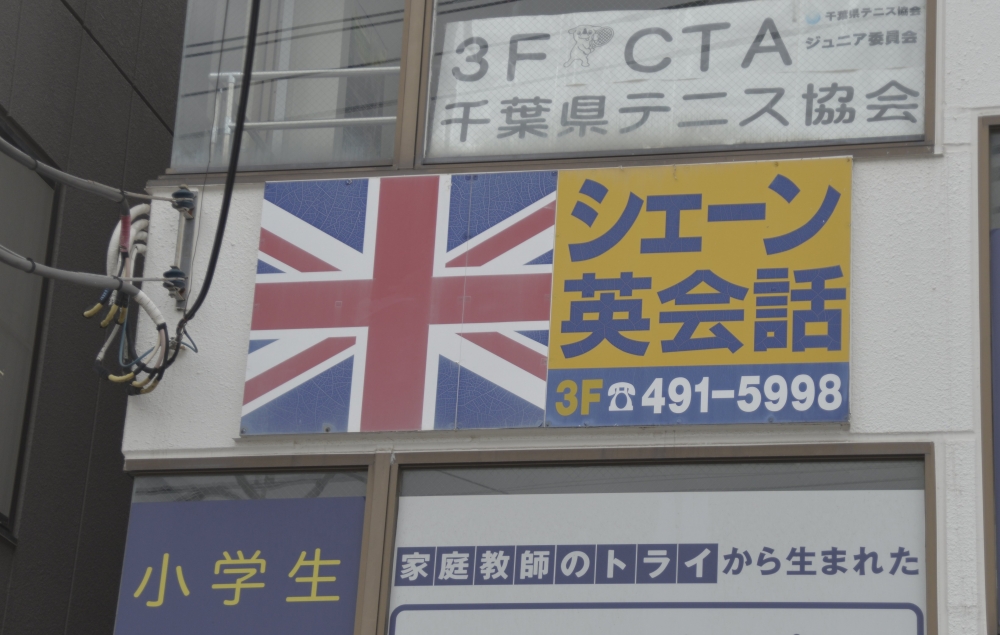 3F CTA
千葉県テニス協会
ジュニア委員会
千葉県テニス協会
シェーン
英会話
3F☎491-5998
小学生
家庭教師のトライから生まれた